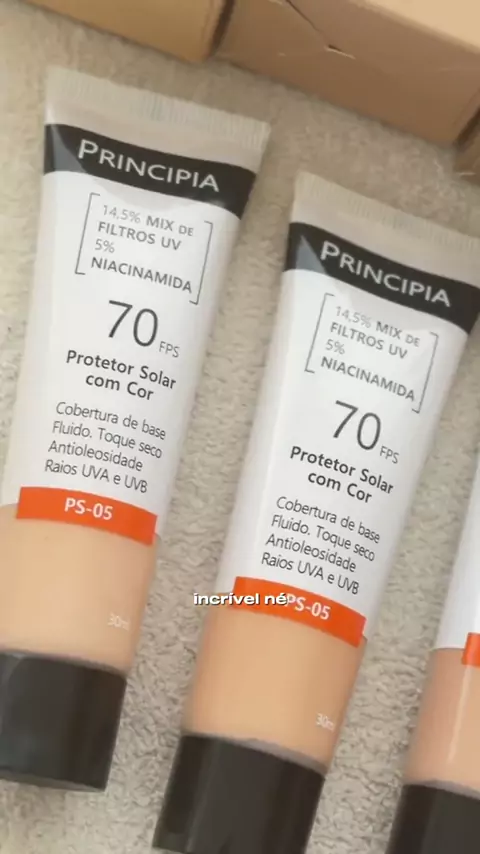 PRINCIPIA
14,5% MIX DE
FILTROS UV
5%
NIACINAMIDA
70 FPS
Protetor Solar
com Cor
Cobertura de base
Fluido. Toque seco
Antioleosidade
Raios UVA e UVB
PS-05
30ml
PRINCIPIA
14,5% MIX DE
FILTROS UV
5%
NIACINAMIDA
70 FPS
Protetor Solar
com Cor
Cobertura de base
Fluido. Toque seco
Antioleosidade
Raios UVA e UVB
PS-05
30ml
incrível né